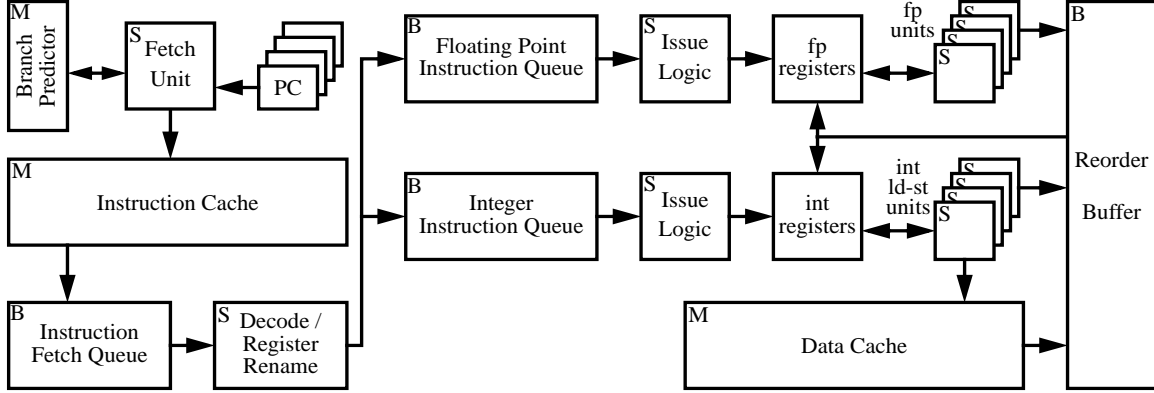 M
Branch
Predictor
S
Fetch
Unit
PC
M
Instruction Cache
B
Instruction
Fetch Queue
S
Decode /
Register
Rename
B
Floating Point
Instruction Queue
S
Issue
Logic
fp
registers
fp
units
S
S
S
S
B
Integer
Instruction Queue
S
Issue
Logic
int
registers
int
ld-st
units
S
S
S
S
M
Data Cache
B
Reorder
Buffer